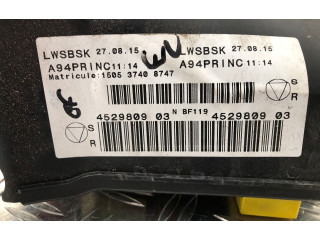 LWSBSK 27.08.15 LWSBSK 27.08.15
A94PRINC 11:14 A94PRINC 11:14
Matricule: 1505 3740 8747
S
R
4529809 03 N BF119 4529809 03
S
R